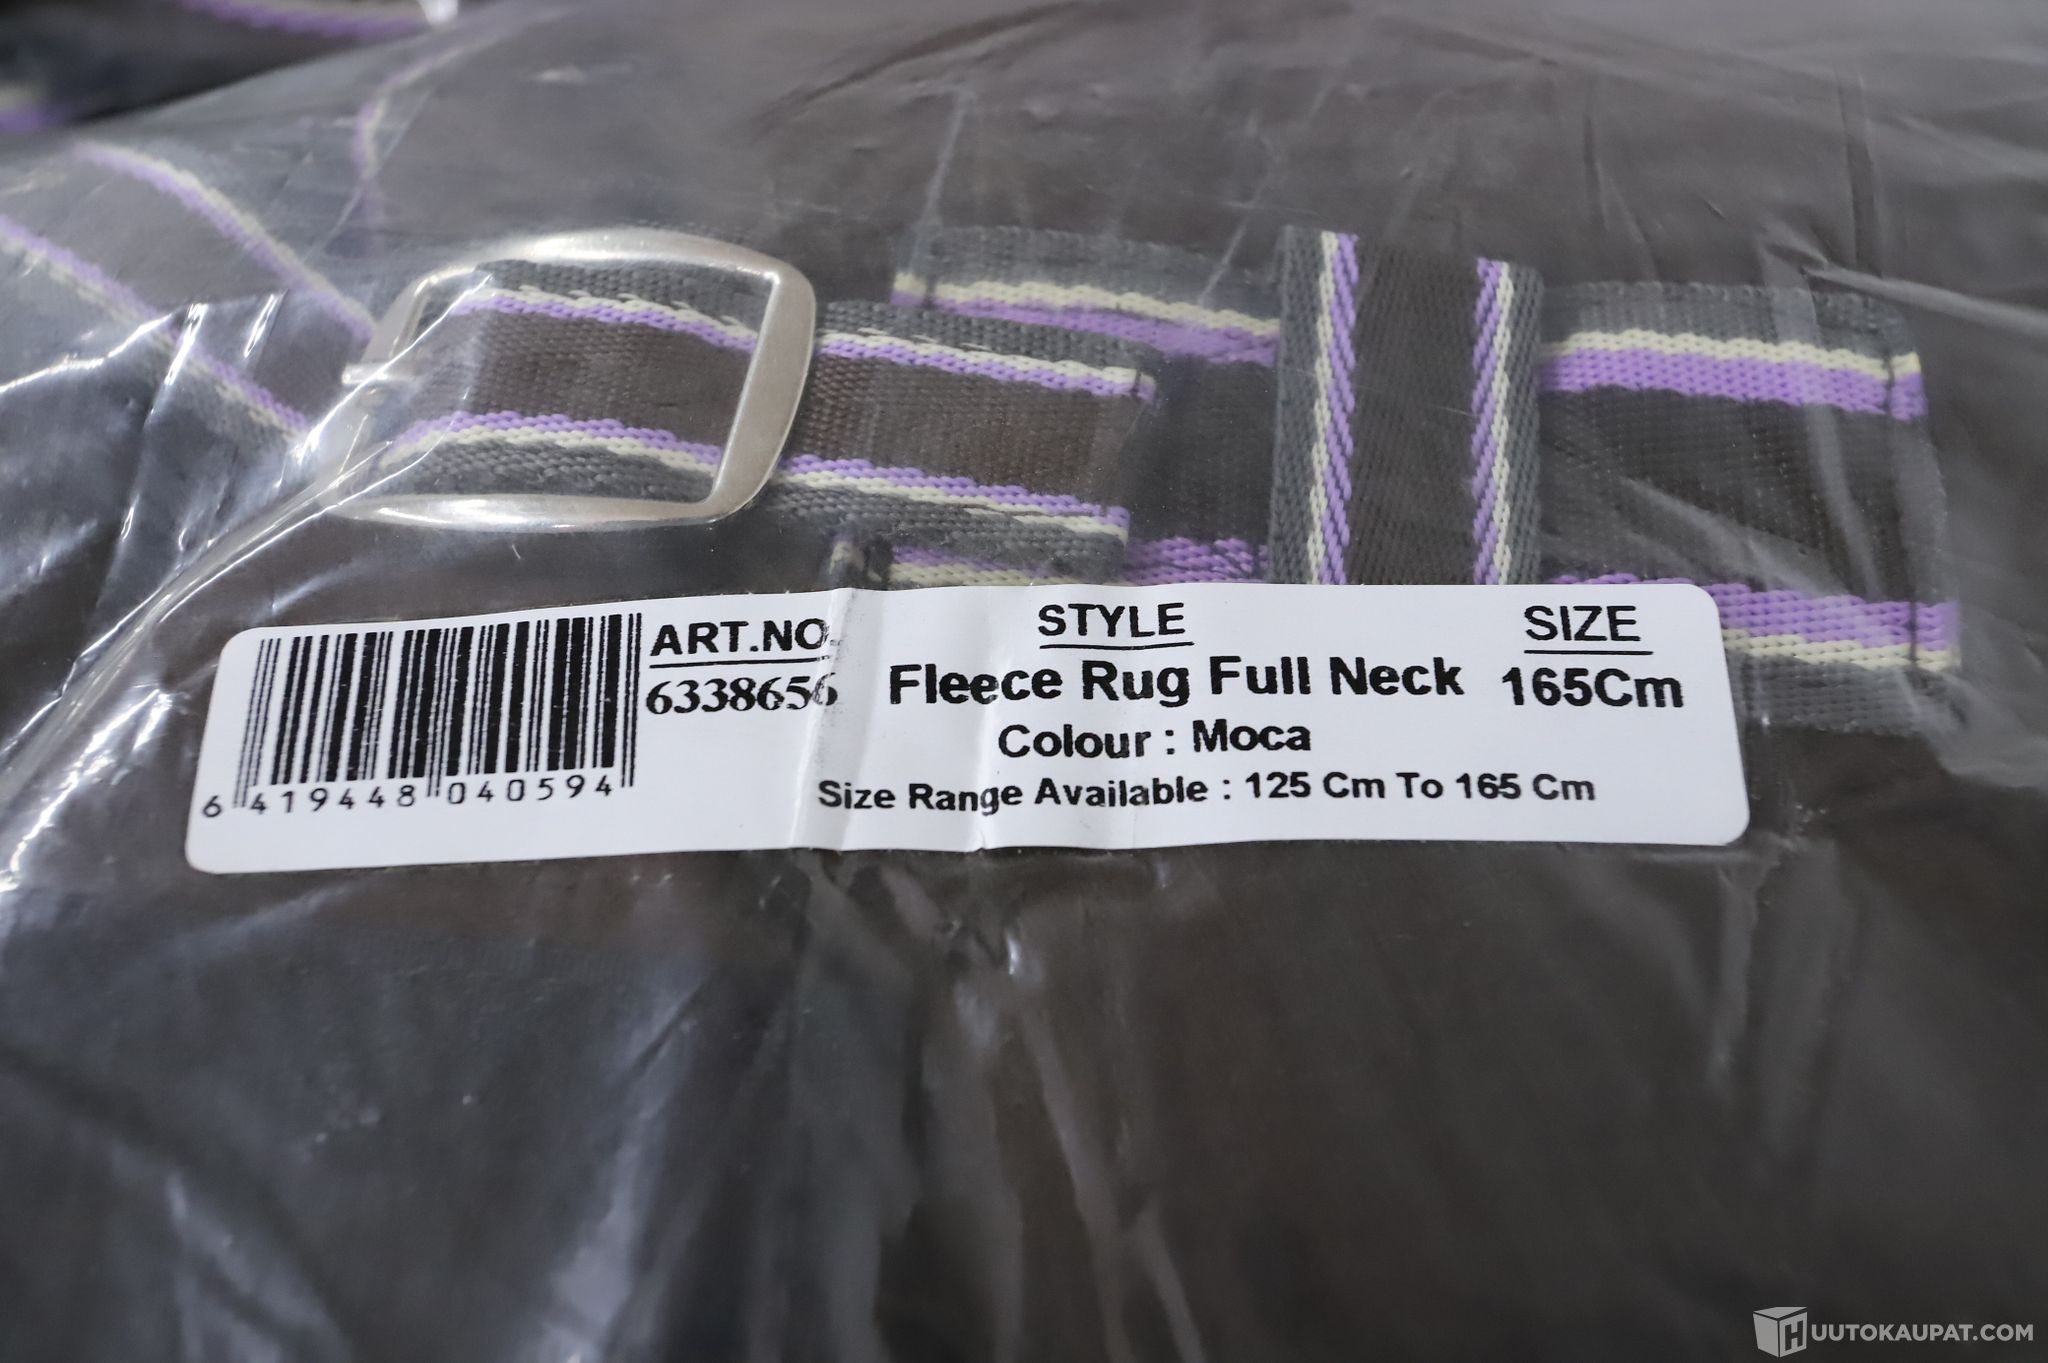 ART.NO.
6338656
STYLE
Fleece Rug Full Neck
Colour : Moca
Size Range Available : 125 Cm To 165 Cm
SIZE
165Cm
6 419448 040594
HUUTOKAUPAT.COM